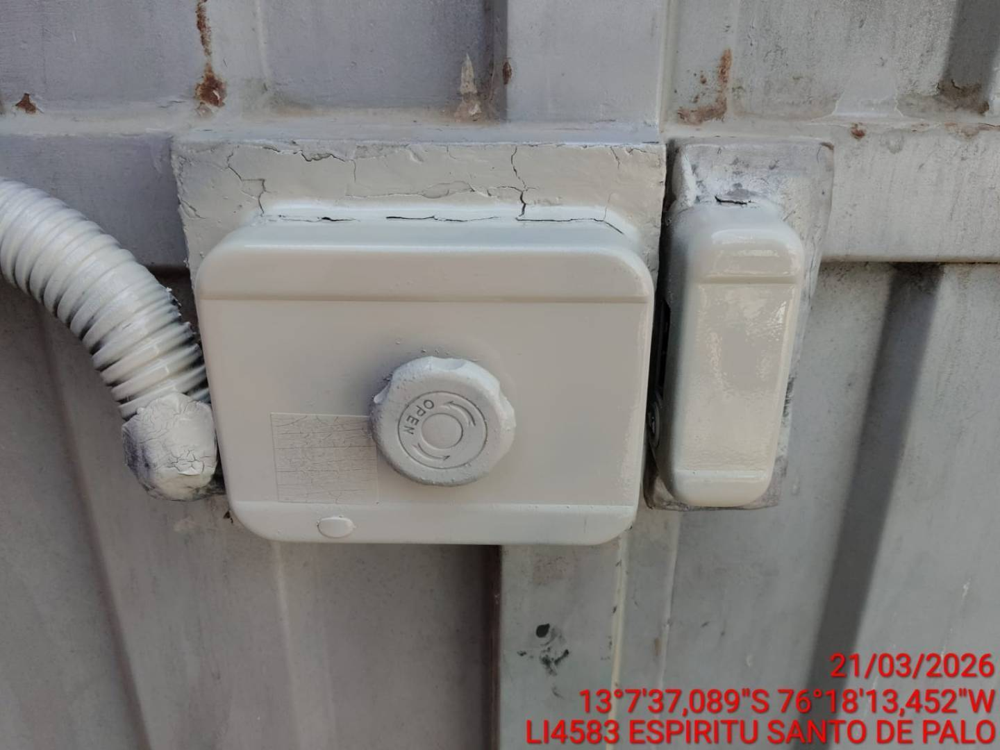 OPEN
21/03/2026
13°7'37,089"S 76°18'13,452"W
LI4583 ESPIRITU SANTO DE PALO